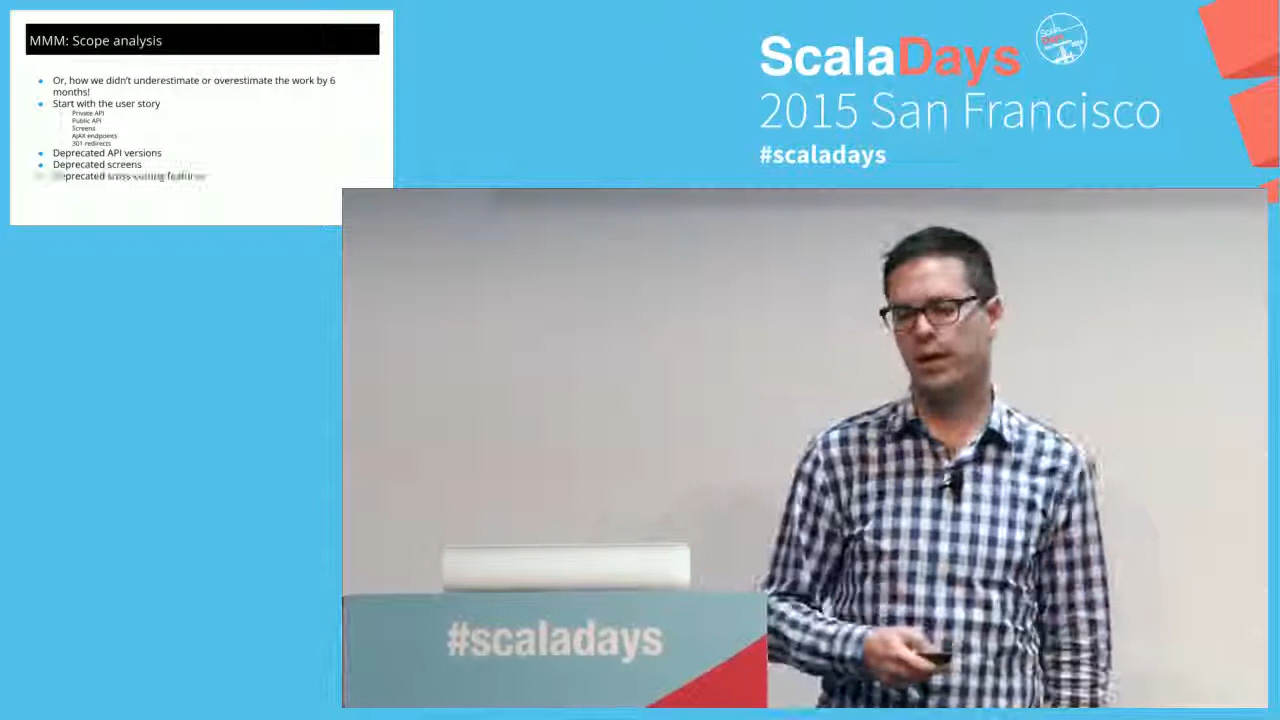 MMM: Scope analysis
Or, how we didn't underestimate or overestimate the work by 6
months!
Start with the user story
Private API
Public API
Screens
AJAX endpoints
301 redirects
Deprecated API versions
Deprecated screens
ScalaDays
2015 San Francisco
#scaladays
#scaladays